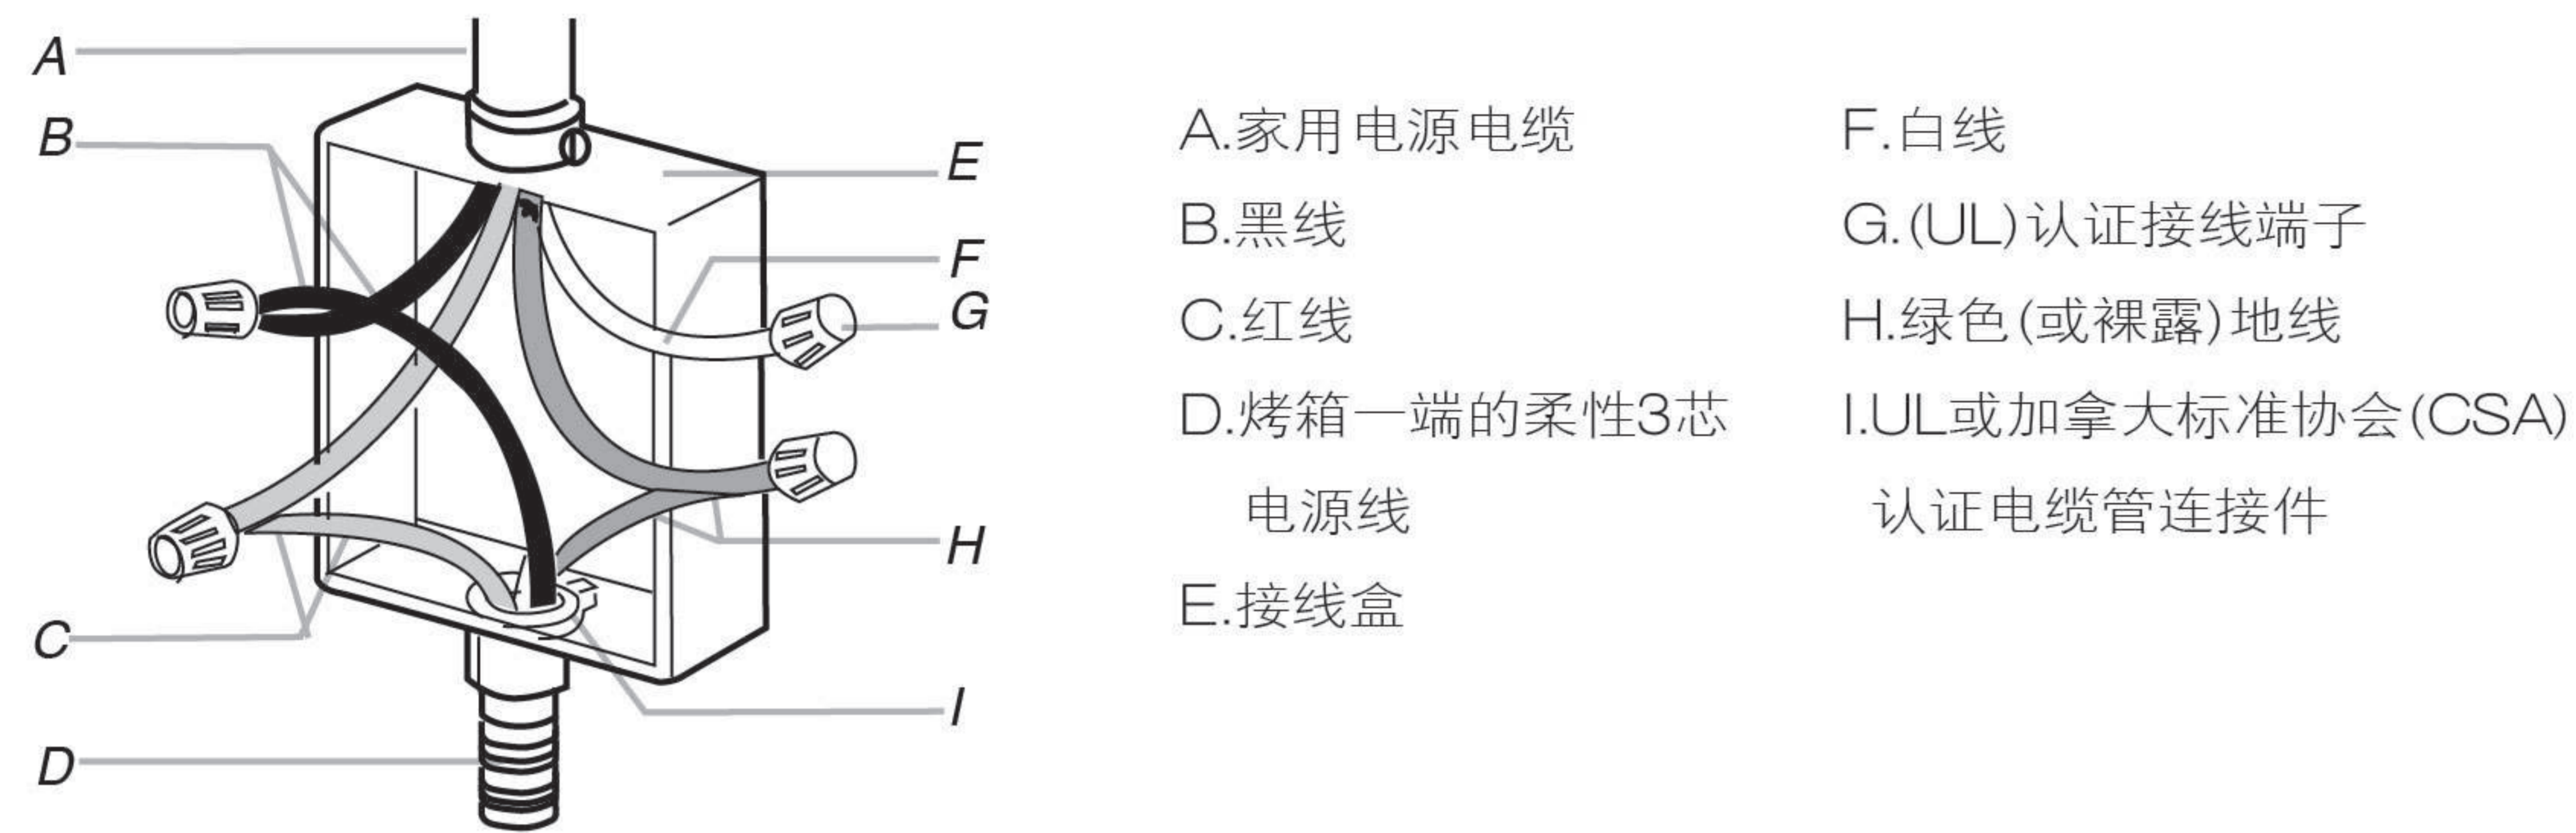 A
B
E
F
G
H
C
I
D
A.家用电源电缆
B.黑线
C.红线
D.烤箱一端的柔性3芯
电源线
E.接线盒
F.白线
G.(UL)认证接线端子
H.绿色(或裸露)地线
I.UL或加拿大标准协会(CSA)
认证电缆管连接件